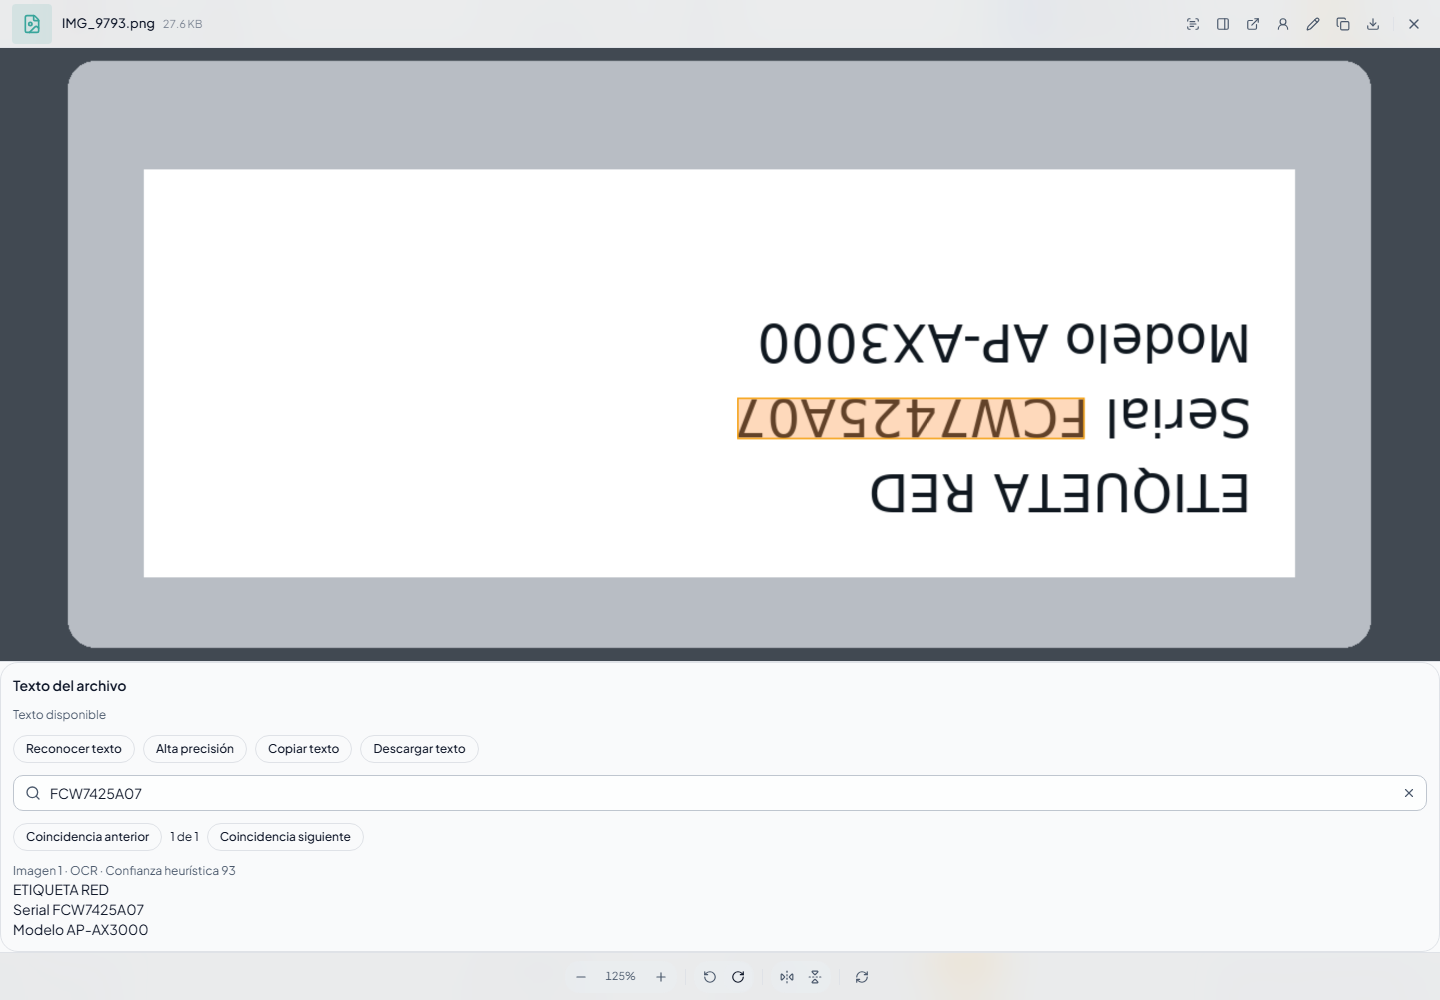 IMG_9793.png 27.6 KB
ETIQUETA RED
Serial FCW7425A07
Modelo AP-AX3000
Texto del archivo
Texto disponible
Reconocer texto Alta precisión Copiar texto Descargar texto
FCW7425A07
Coincidencia anterior 1 de 1 Coincidencia siguiente
Imagen 1 · OCR · Confianza heurística 93
ETIQUETA RED
Serial FCW7425A07
Modelo AP-AX3000
125%